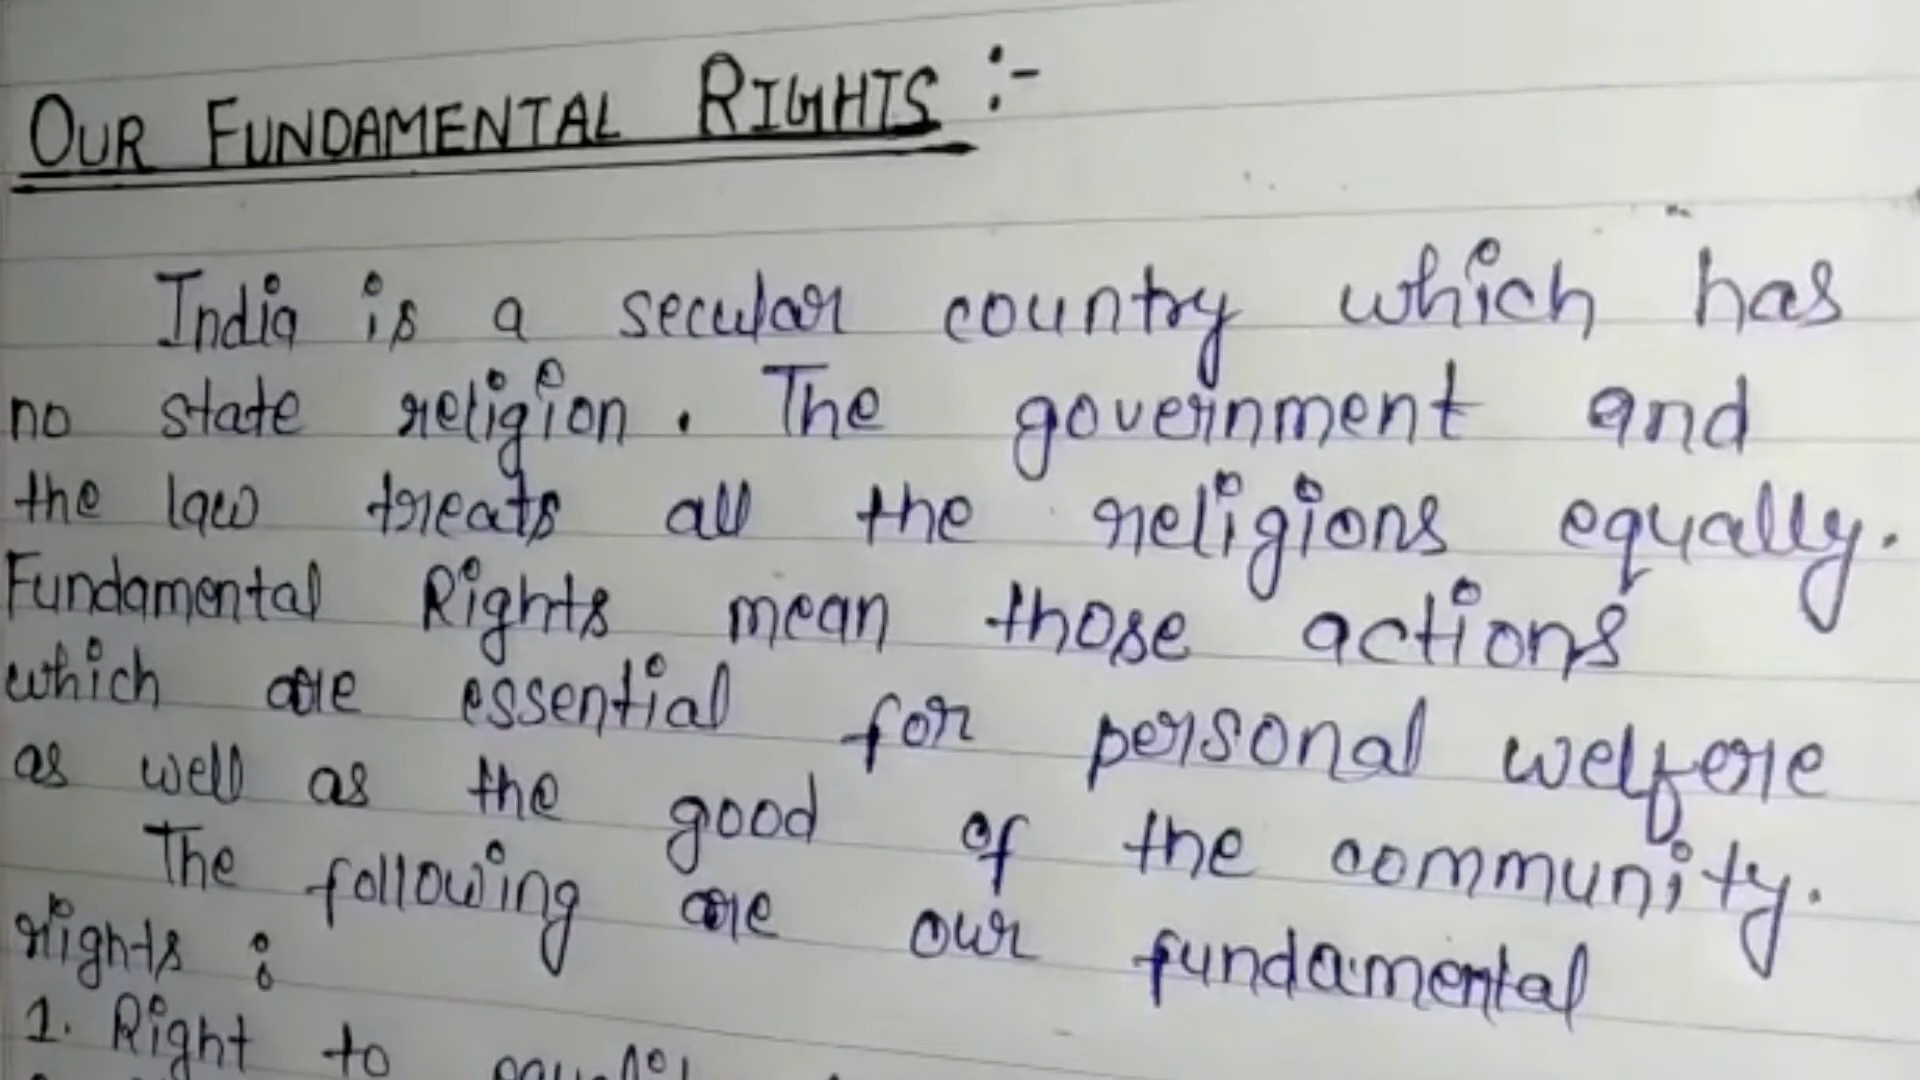 OUR FUNDAMENTAL RIGHTS :-
India is a secular country which has
no state religion. The government and
the law treats all the religions equally.
Fundamental Rights mean those actions
which are essential for personal welfere
as well as the good of the community.
The following are our fundamental
rights :
1. Right to